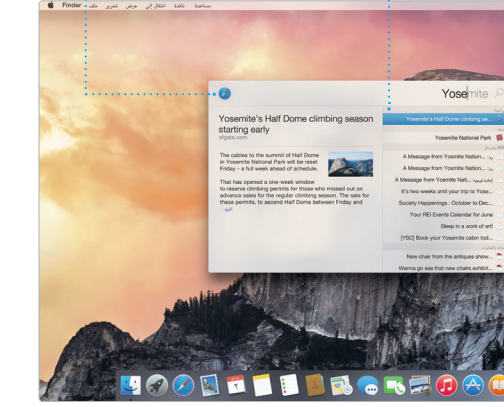 Finder ملف تحرير عرض انتقال إلى نافذة مساعدة
Yosemite
Yosemite's Half Dome climbing season
starting early
sfgate.com
The cables to the summit of Half Dome
in Yosemite National Park will be reset
Friday - a full week ahead of schedule.
That has opened a one-week window
to reserve climbing permits for those who missed out on
advance sales for the regular climbing season. The sale for
these permits, to ascend Half Dome between Friday and
المزيد...
Yosemite's Half Dome climbing se...
Yosemite National Park
A Message from Yosemite Nation...
A Message from Yosemite Nation...
A Message from Yosemite Nati...
It's two weeks until your trip to Yose...
Society Happenings : October to Dec...
Your REI Events Calendar for June
Sleep in a work of art!
[YSC] Book your Yosemite cabin tod...
New chair from the antiques show...
Wanna go see that new chairs exhibit...